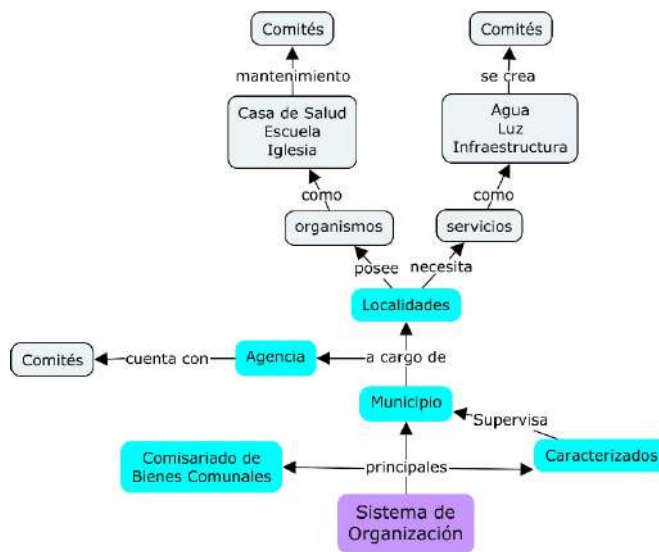 Comités
Comités
mantenimiento
se crea
Casa de Salud
Escuela
Iglesia
Agua
Luz
Infraestructura
como
como
organismos
servicios
posee
necesita
Localidades
Comités
cuenta con
Agencia
a cargo de
Municipio
Supervisa
Comisariado de
Bienes Comunales
principales
Caracterizados
Sistema de
Organización